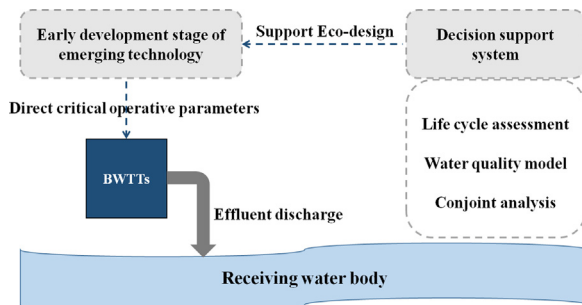 Early development stage of
emerging technology
Support Eco-design
Decision support
system
Direct critical operative parameters
Life cycle assessment
Water quality model
Conjoint analysis
BWTTs
Effluent discharge
Receiving water body